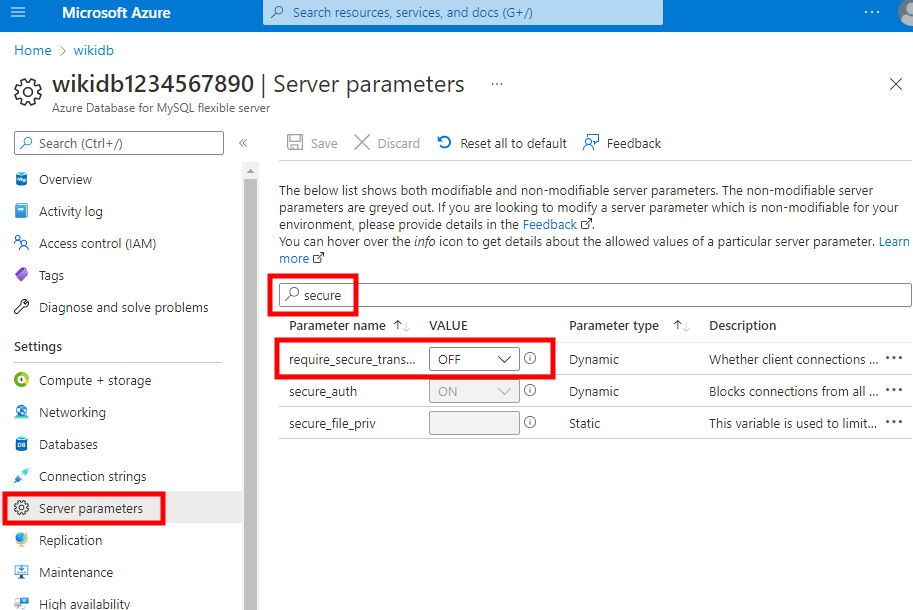 Microsoft Azure
Search resources, services, and docs (G+/)
Home > wikidb
wikidb1234567890 | Server parameters
Azure Database for MySQL flexible server
Search (Ctrl+/)
Overview
Activity log
Access control (IAM)
Tags
Diagnose and solve problems
Settings
Compute + storage
Networking
Databases
Connection strings
Server parameters
Replication
Maintenance
High availability
Save Discard Reset all to default Feedback
The below list shows both modifiable and non-modifiable server parameters. The non-modifiable server
parameters are greyed out. If you are looking to modify a server parameter which is non-modifiable for your
environment, please provide details in the Feedback.
You can hover over the info icon to get details about the allowed values of a particular server parameter. Learn
more
secure
Parameter name VALUE Parameter type Description
require_secure_trans... OFF Dynamic Whether client connections ...
secure_auth ON Dynamic Blocks connections from all ...
secure_file_priv Static This variable is used to limit...